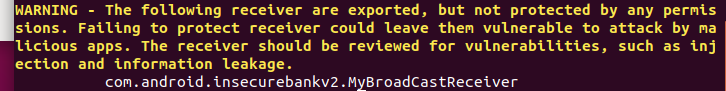 WARNING - The following receiver are exported, but not protected by any permis
sions. Failing to protect receiver could leave them vulnerable to attack by ma
licious apps. The receiver should be reviewed for vulnerabilities, such as inj
ection and information leakage.
com.android.insecurebankv2.MyBroadCastReceiver